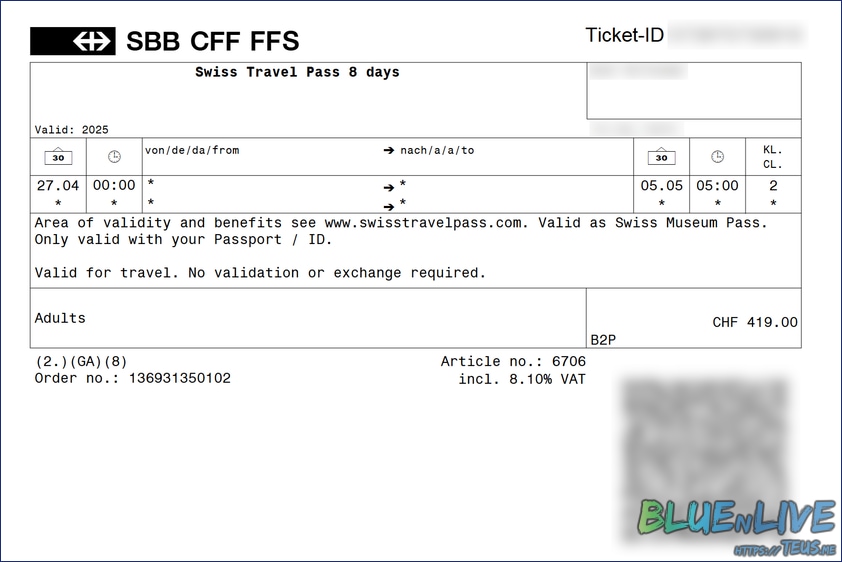 SBB CFF FFS
Ticket-ID
Swiss Travel Pass 8 days
Valid: 2025
30 von/de/da/from ➔ nach/a/a/to 30 KL.
CL.
27.04 00:00 * ➔ * 05.05 05:00 2
* * * ➔ * * * *
Area of validity and benefits see www.swisstravelpass.com. Valid as Swiss Museum Pass.
Only valid with your Passport / ID.
Valid for travel. No validation or exchange required.
Adults
CHF 419.00
B2P
(2.)(GA)(8) Article no.: 6706
Order no.: 136931350102 incl. 8.10% VAT
BLUEnLIVE
HTTPS://TEUS.ME